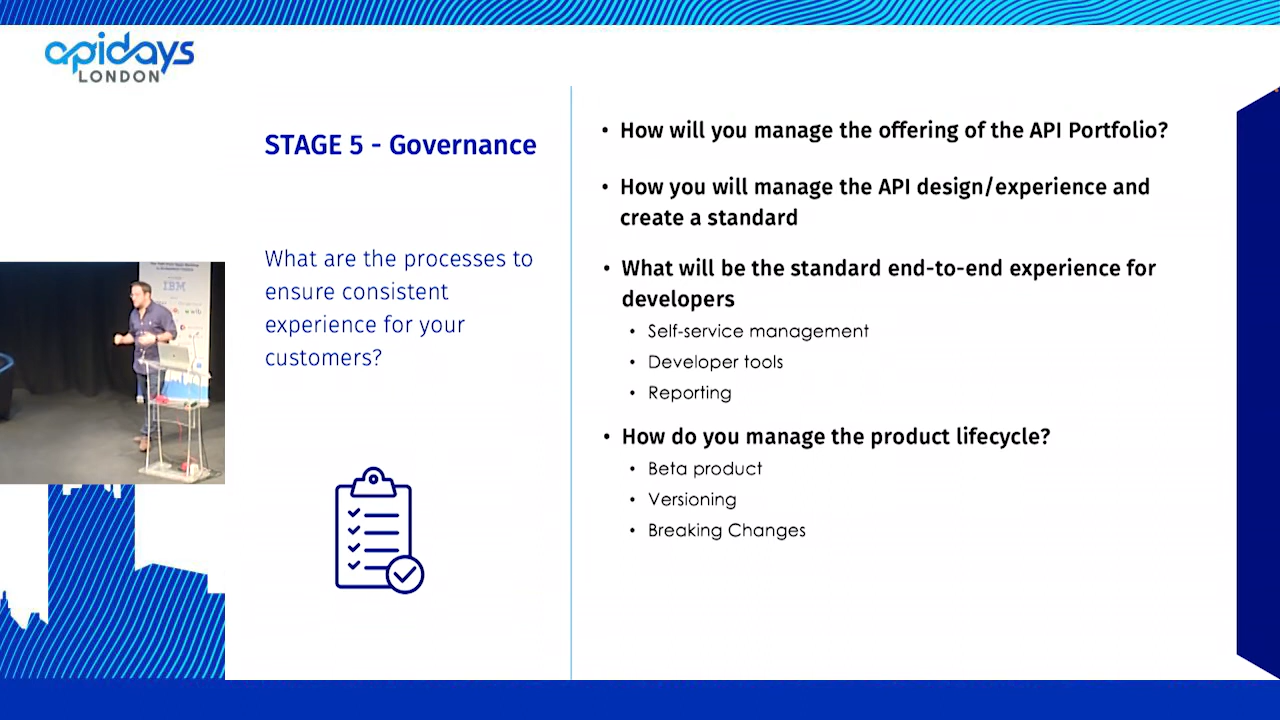 apidays
LONDON
STAGE 5 - Governance
What are the processes to
ensure consistent
experience for your
customers?
• How will you manage the offering of the API Portfolio?
• How you will manage the API design/experience and
create a standard
• What will be the standard end-to-end experience for
developers
• Self-service management
• Developer tools
• Reporting
• How do you manage the product lifecycle?
• Beta product
• Versioning
• Breaking Changes
IBM